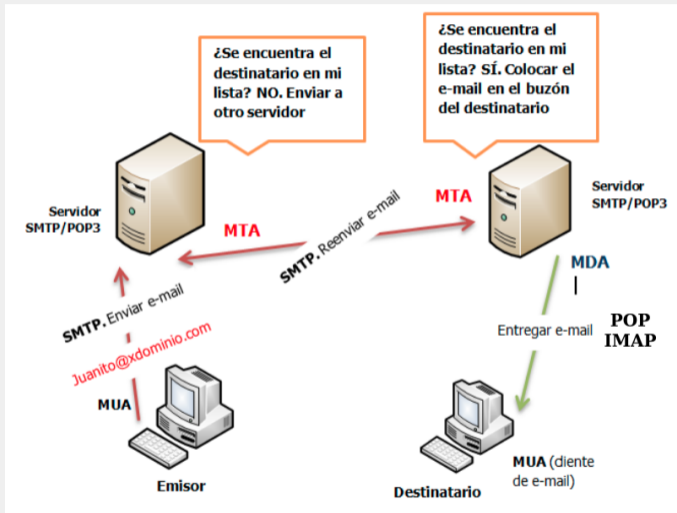 ¿Se encuentra el
destinatario en mi
lista? NO. Enviar a
otro servidor
¿Se encuentra el
destinatario en mi
lista? SÍ. Colocar el
e-mail en el buzón
del destinatario
Servidor
SMTP/POP3
MTA
SMTP. Reenviar e-mail
MTA
Servidor
SMTP/POP3
SMTP. Enviar e-mail
Juanito@xdominio.com
MUA
Emisor
MDA
Entregar e-mail
POP
IMAP
MUA (cliente
de e-mail)
Destinatario